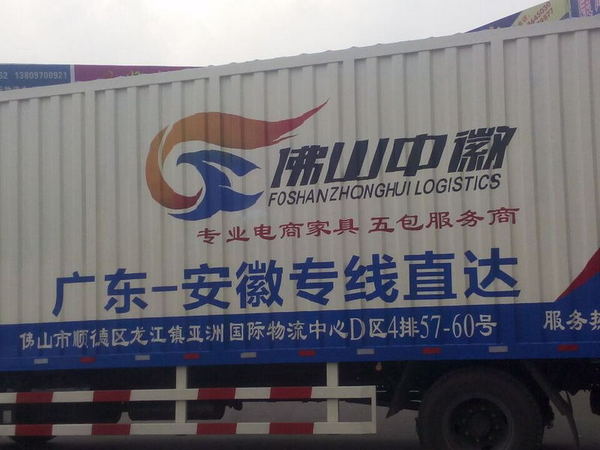 13809700921
佛山中徽
FOSHANZHONGHUI LOGISTICS
专业电商家具 五包服务商
广东-安徽专线直达
佛山市顺德区龙江镇亚洲国际物流中心D区4排57-60号
服务热